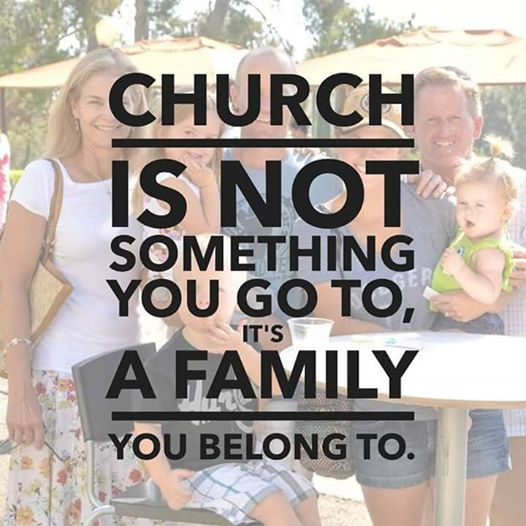 CHURCH
IS NOT
SOMETHING
YOU GO TO,
IT'S
A FAMILY
YOU BELONG TO.